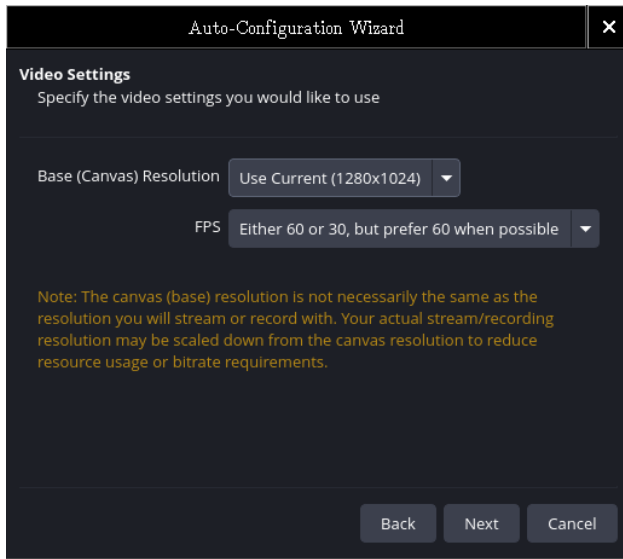 Auto-Configuration Wizard
Video Settings
Specify the video settings you would like to use
Base (Canvas) Resolution Use Current (1280x1024)
FPS Either 60 or 30, but prefer 60 when possible
Note: The canvas (base) resolution is not necessarily the same as the
resolution you will stream or record with. Your actual stream/recording
resolution may be scaled down from the canvas resolution to reduce
resource usage or bitrate requirements.
Back Next Cancel